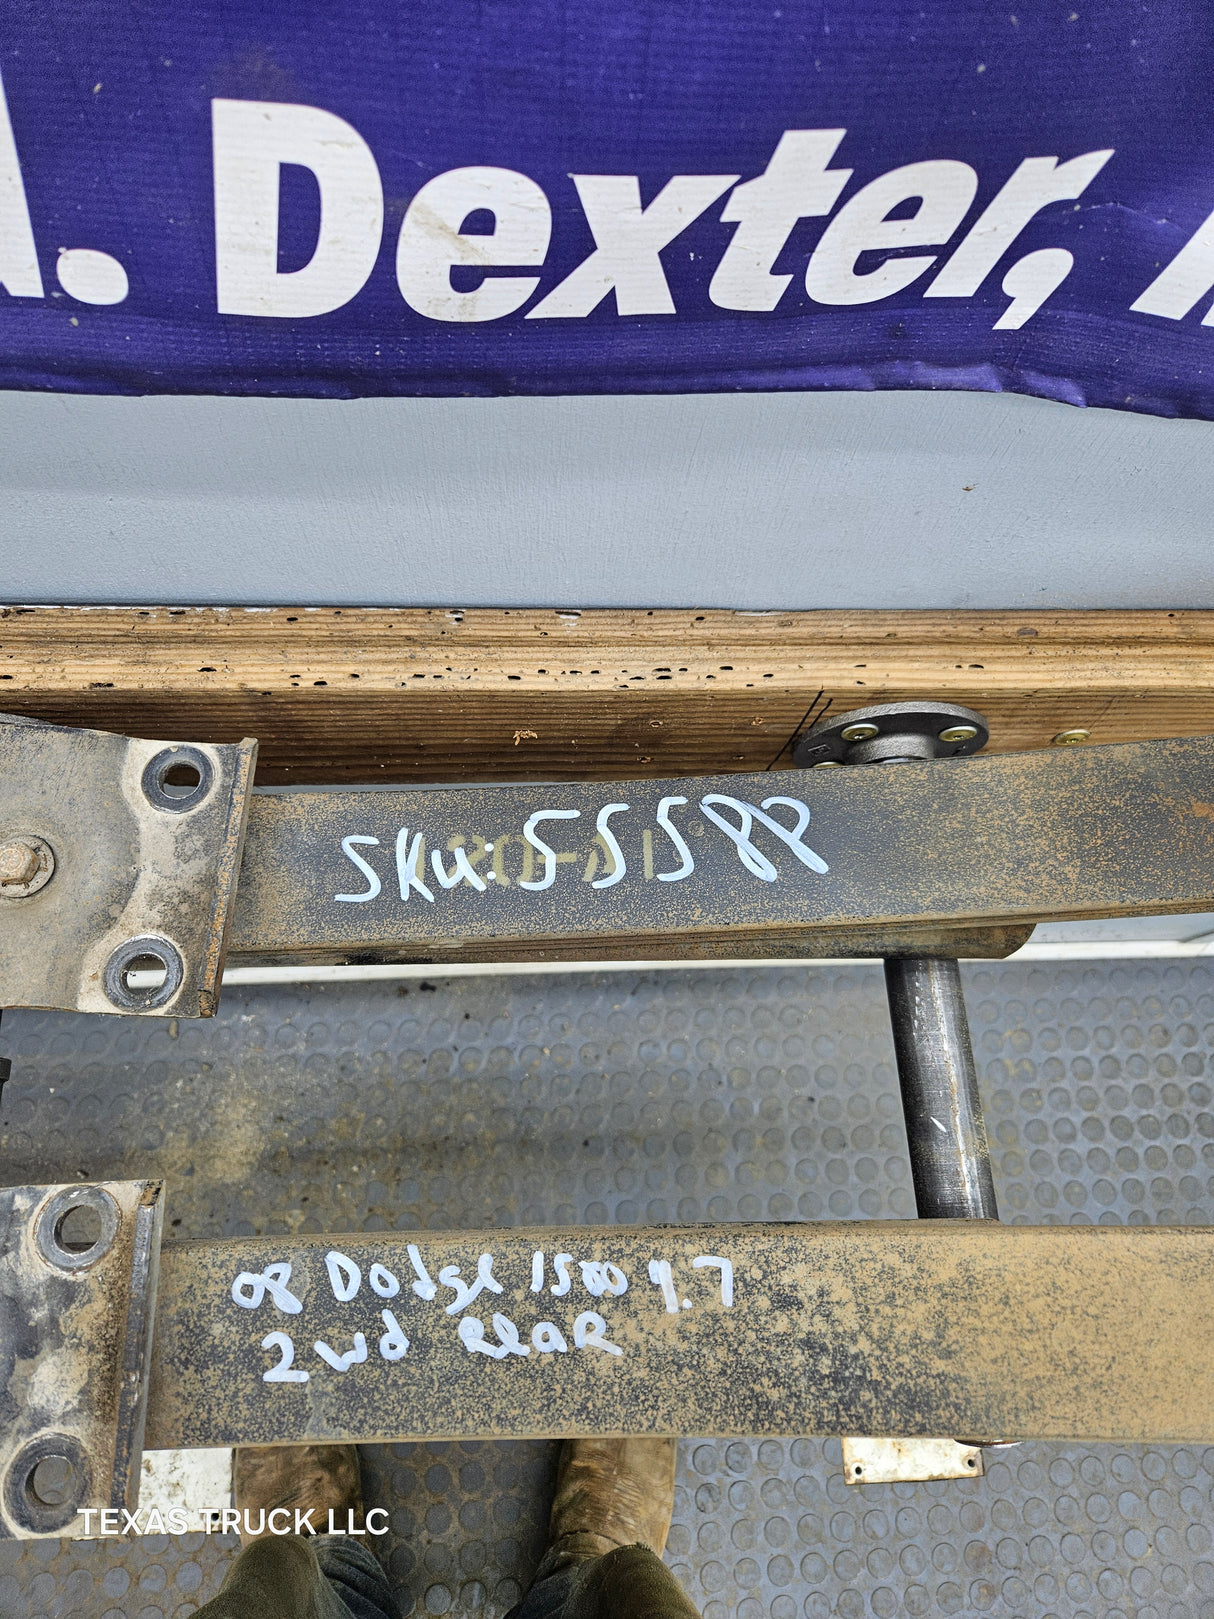 . Dexter,
SKU: 55588
08 Dodge 1500 4.7
2wd Rear
TEXAS TRUCK LLC